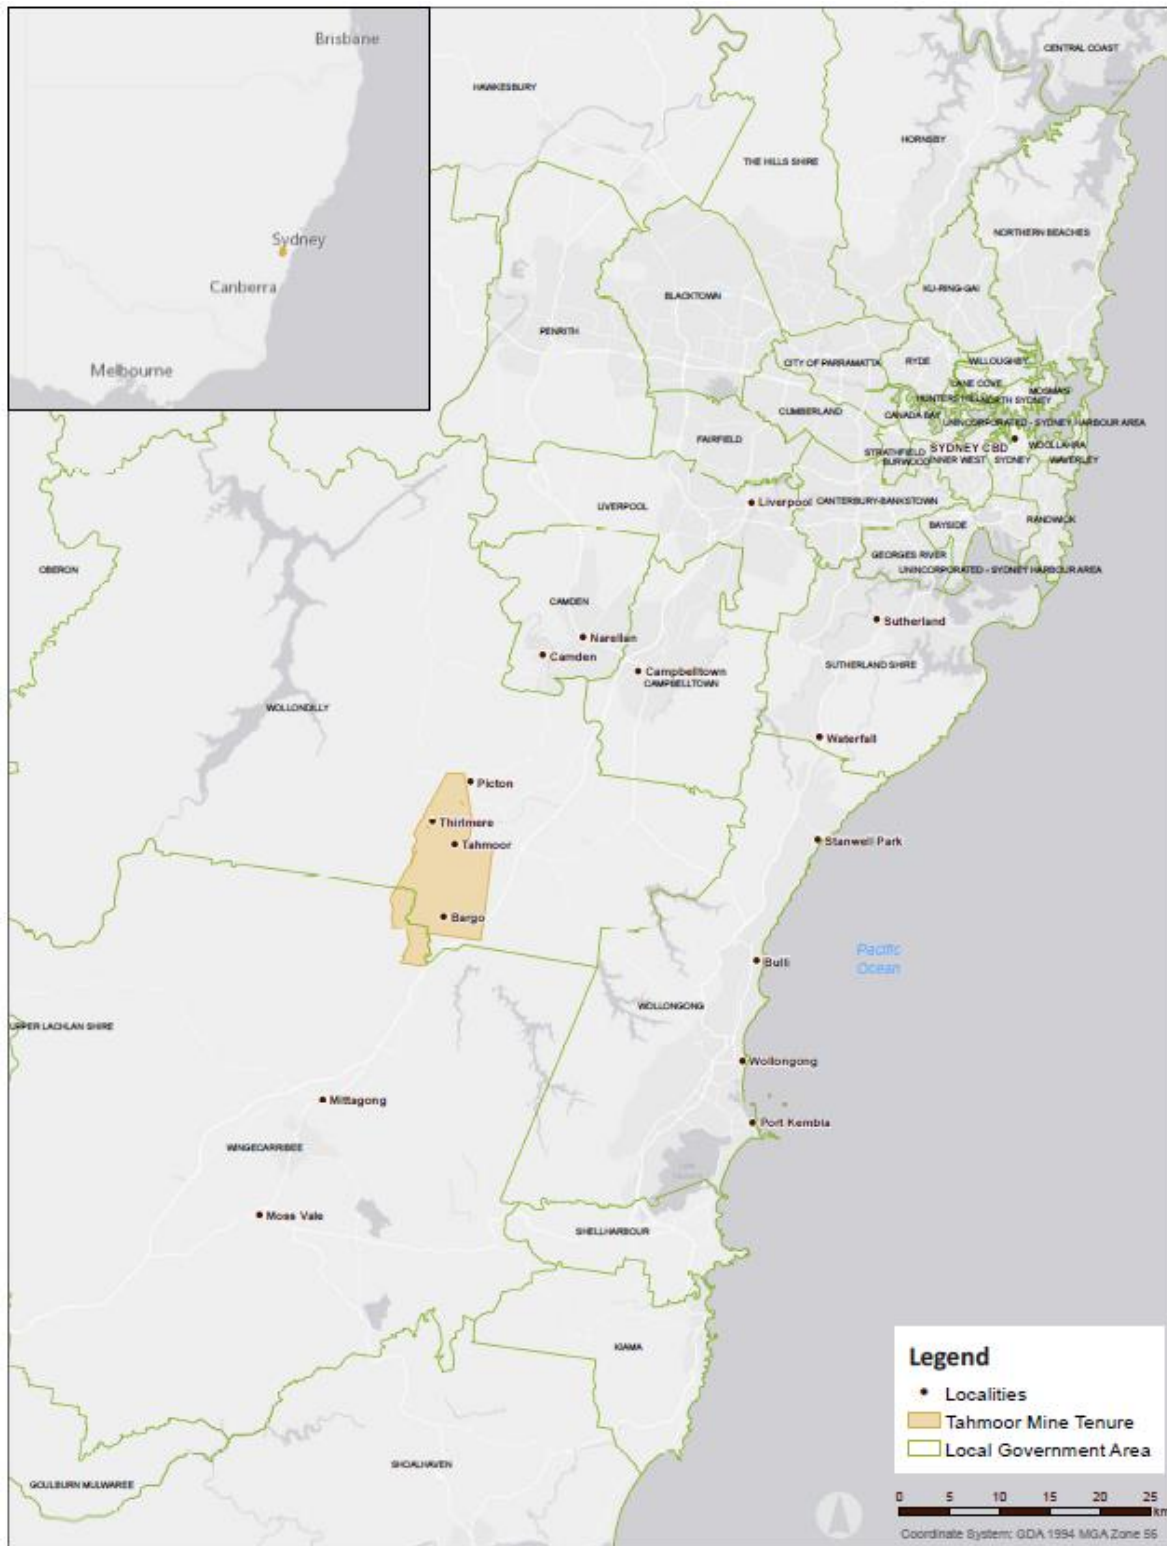 Brisbane
Sydney
Canberra
Melbourne
CENTRAL COAST
HAWKESBURY
HORNSBY
THE HILLS SHIRE
NORTHERN BEACHES
KU-RING-GAI
BLACKTOWN
PENRITH
CITY OF PARRAMATTA
RYDE
WILLOUGHBY
LANE COVE
MOSMAN
HUNTERS HILL
NORTH SYDNEY
CUMBERLAND
CANADA BAY
UNINCORPORATED - SYDNEY HARBOUR AREA
FAIRFIELD
SYDNEY CBD
WOOLLAHRA
STRATHFIELD
BURWOOD
INNER WEST
SYDNEY
WAVERLEY
LIVERPOOL
Liverpool
CANTERBURY-BANKSTOWN
BAYSIDE
RANDWICK
GEORGES RIVER
UNINCORPORATED - SYDNEY HARBOUR AREA
OBERON
CAMDEN
Narellan
Camden
Sutherland
Campbelltown
CAMPBELLTOWN
SUTHERLAND SHIRE
WOLLONDILLY
Waterfall
Picton
Thirlmere
Tahmoor
Stanwell Park
Bargo
Pacific
Ocean
Bulli
WOLLONGONG
UPPER LACHLAN SHIRE
Wollongong
Mittagong
Port Kembla
WINGECARRIBEE
Moss Vale
SHELLHARBOUR
KIAMA
SHOALHAVEN
GOULBURN MULWAREE
Legend
Localities
Tahmoor Mine Tenure
Local Government Area
0 5 10 15 20 25
km
Coordinate System: GDA 1994 MGA Zone 56